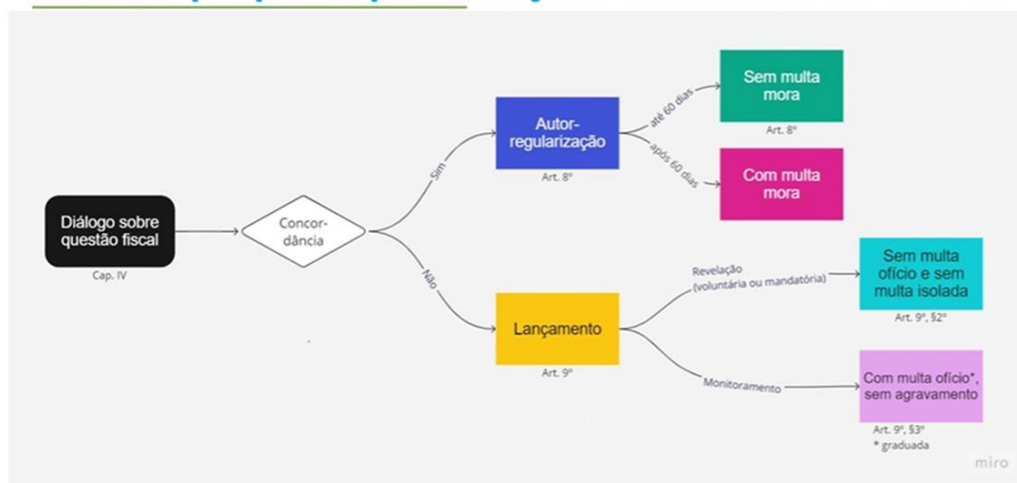 Diálogo sobre
questão fiscal
Cap. IV
Concor-
dância
Sim
Não
Autor-
regularização
Art. 8º
até 60 dias
após 60 dias
Sem multa
mora
Art. 8º
Com multa
mora
Lançamento
Art. 9º
Revelação
(voluntária ou mandatória)
Monitoramento
Sem multa
ofício e sem
multa isolada
Art. 9º, §2º
Com multa ofício*,
sem agravamento
Art. 9º, §3º
* graduada
miro